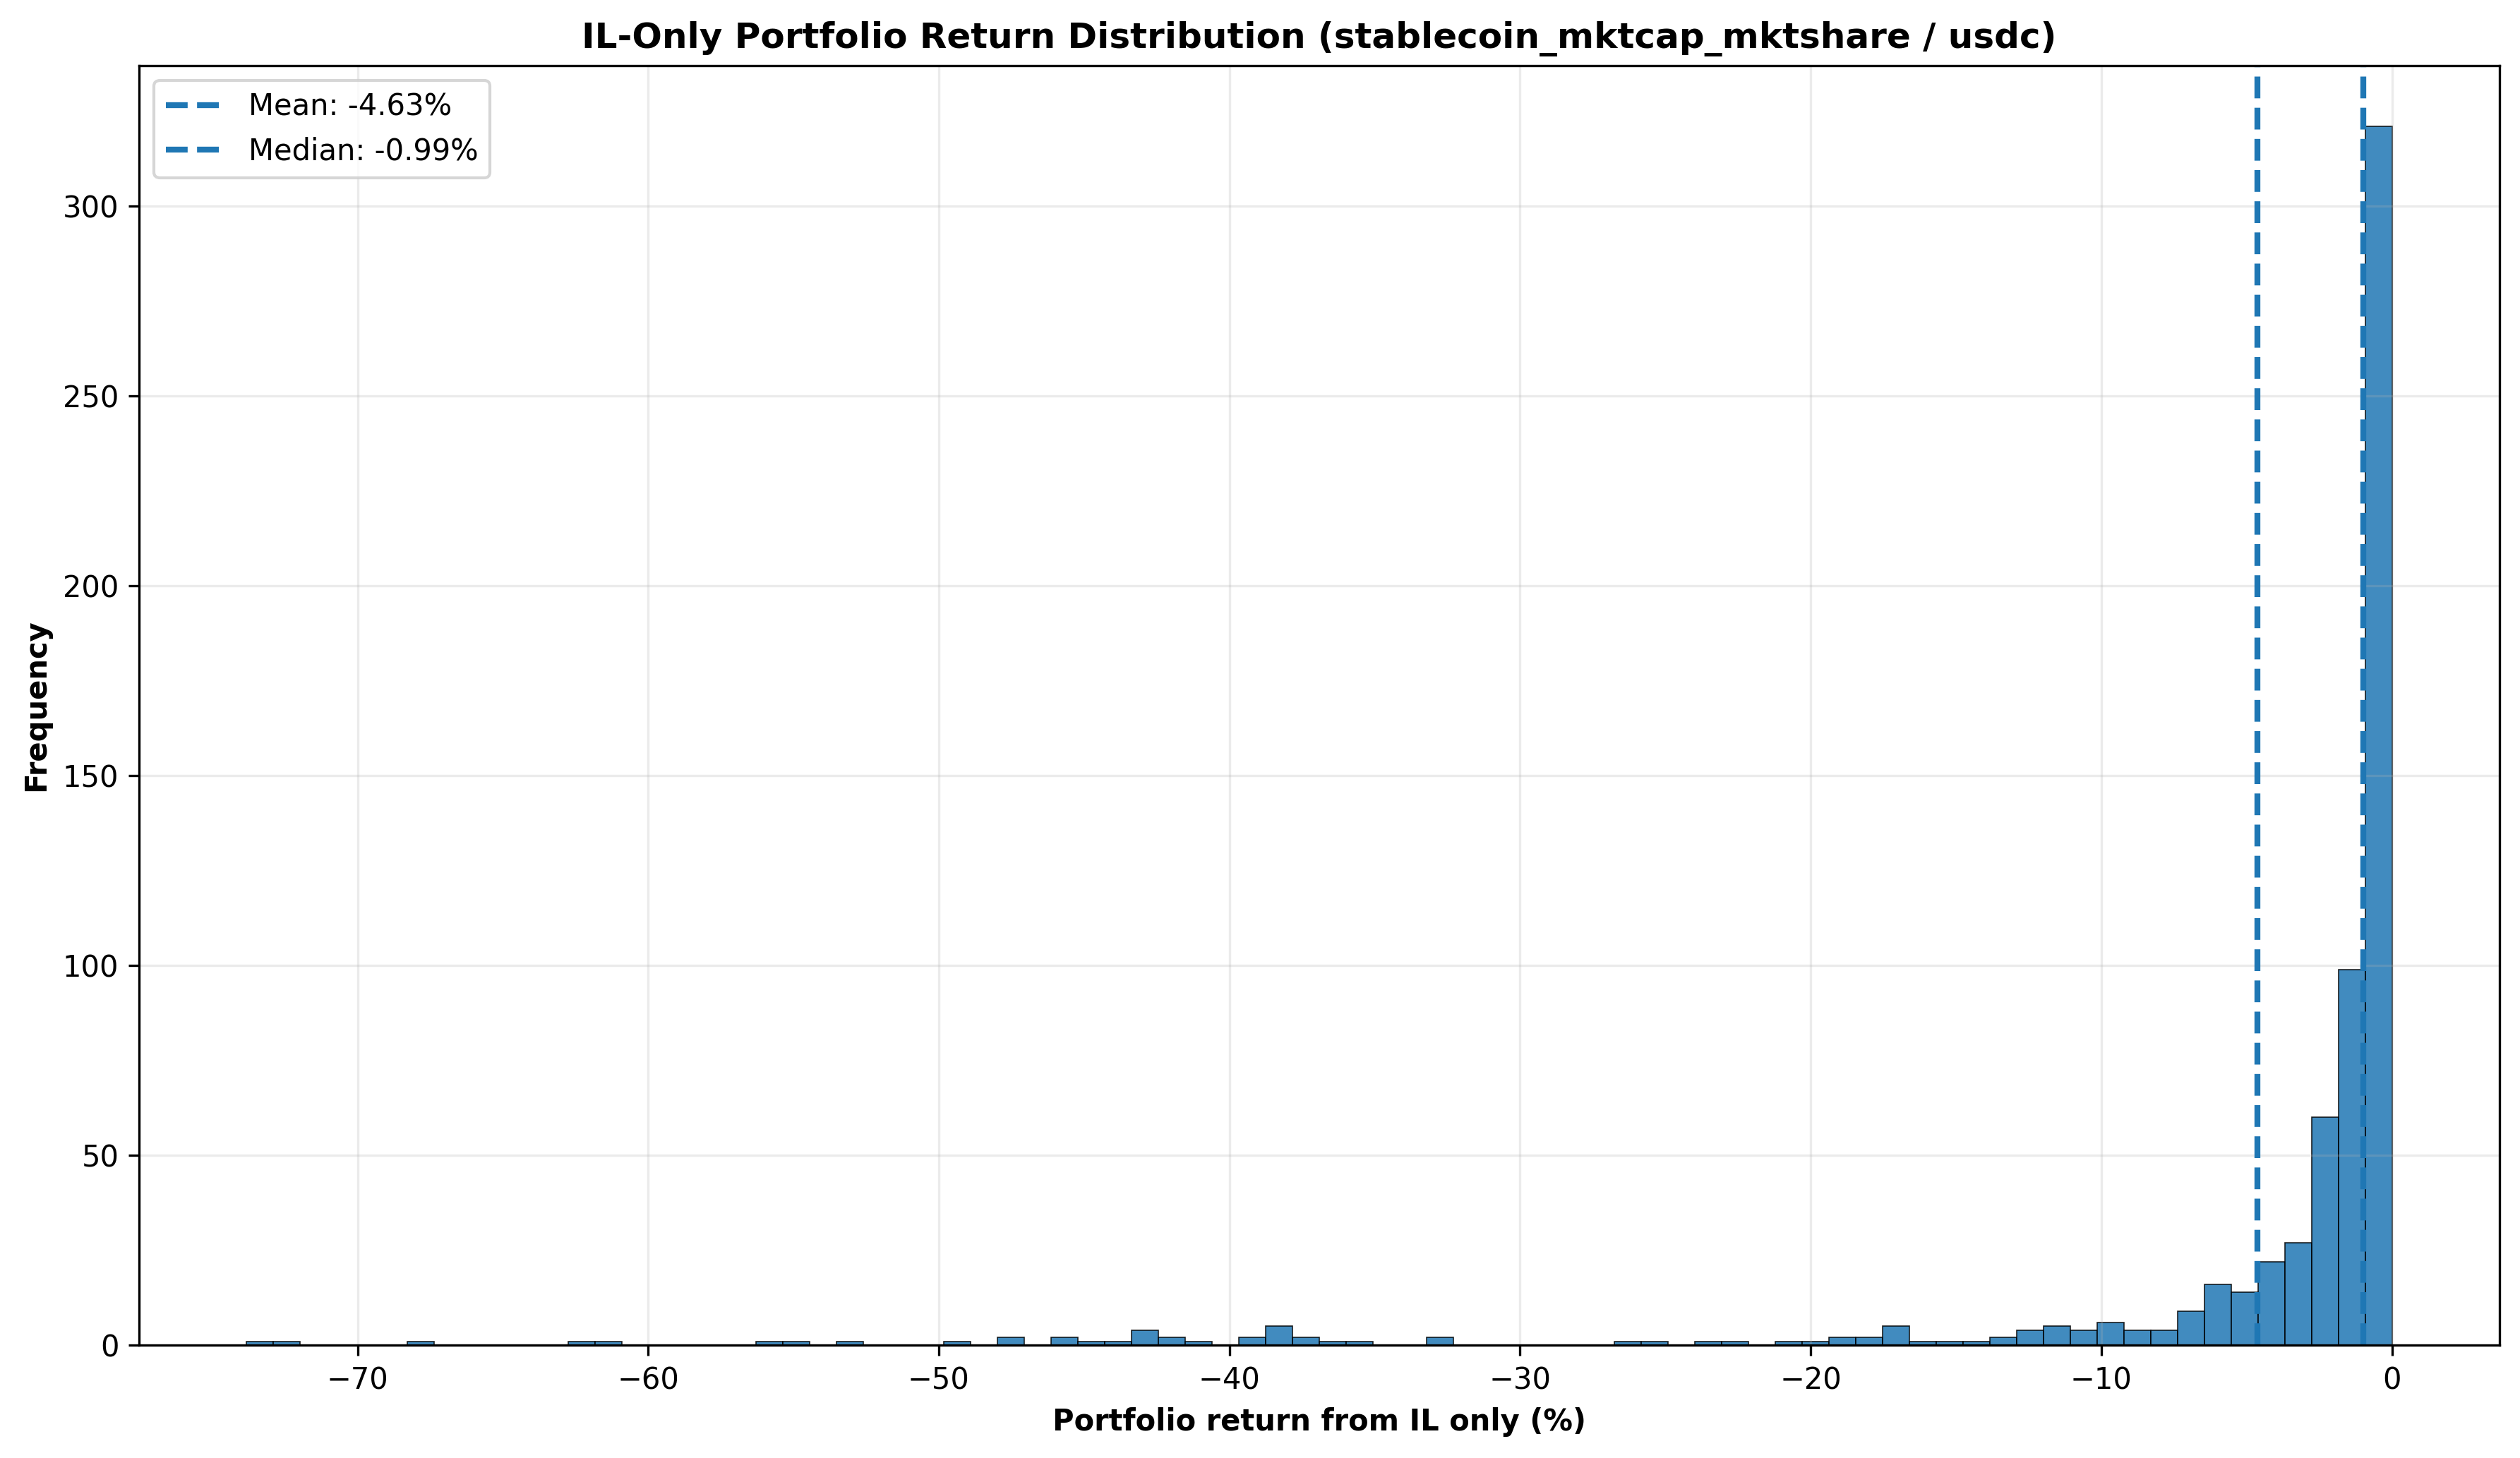 IL-Only Portfolio Return Distribution (stablecoin_mktcap_mktshare / usdc)
Mean: -4.63%
Median: -0.99%
Frequency
300
250
200
150
100
50
0
−70 −60 −50 −40 −30 −20 −10 0
Portfolio return from IL only (%)